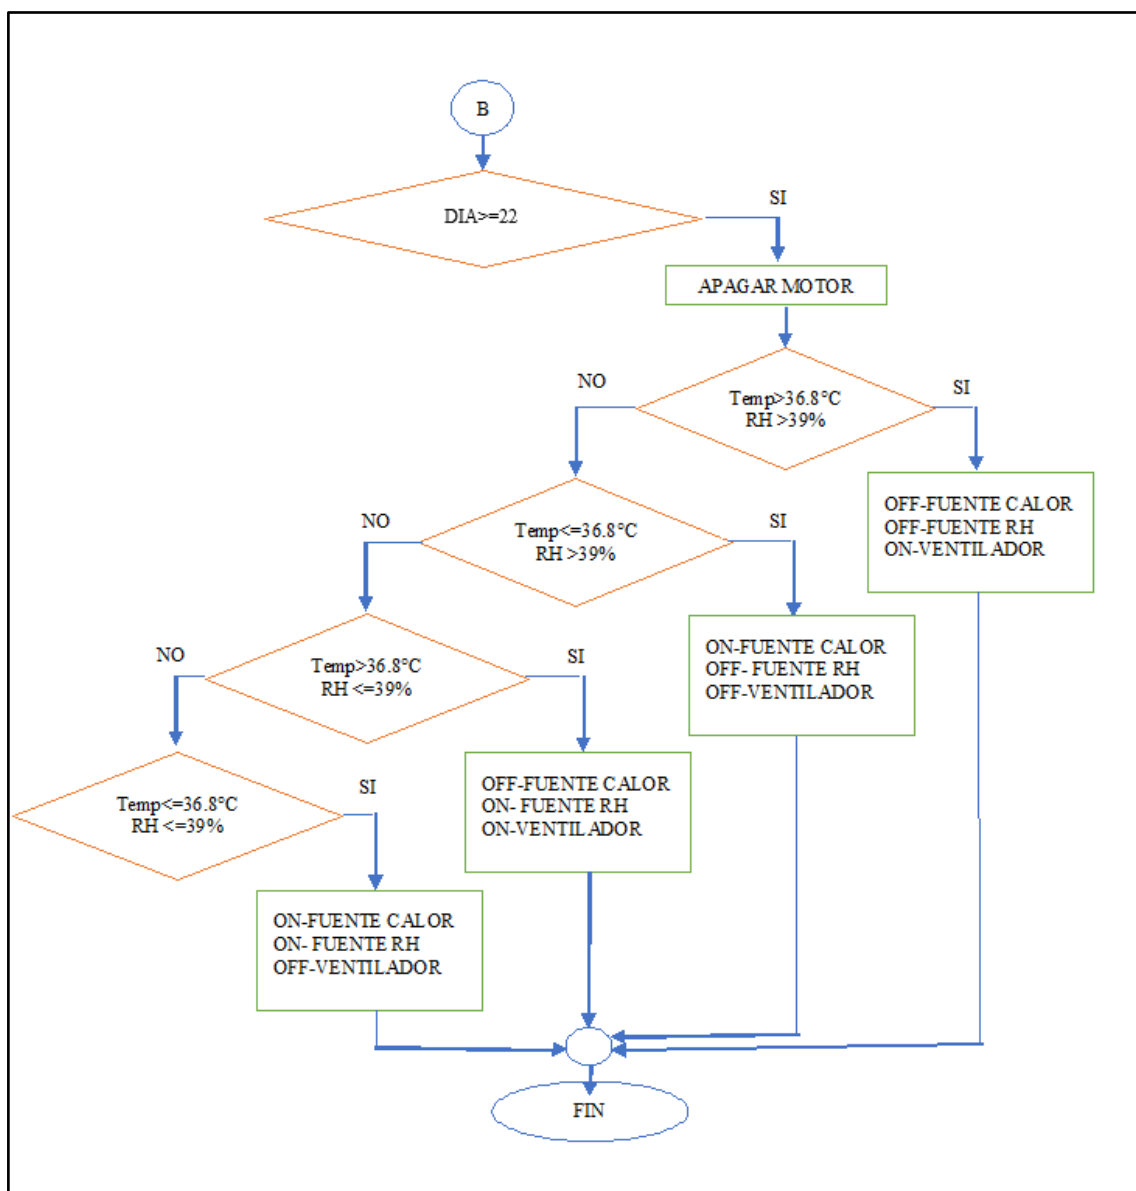 B
DIA>=22
SI
APAGAR MOTOR
NO
Temp>36.8°C
RH >39%
SI
OFF-FUENTE CALOR
OFF-FUENTE RH
ON-VENTILADOR
NO
Temp<=36.8°C
RH >39%
SI
ON-FUENTE CALOR
OFF- FUENTE RH
OFF-VENTILADOR
NO
Temp>36.8°C
RH <=39%
SI
OFF-FUENTE CALOR
ON- FUENTE RH
ON-VENTILADOR
Temp<=36.8°C
RH <=39%
SI
ON-FUENTE CALOR
ON- FUENTE RH
OFF-VENTILADOR
FIN